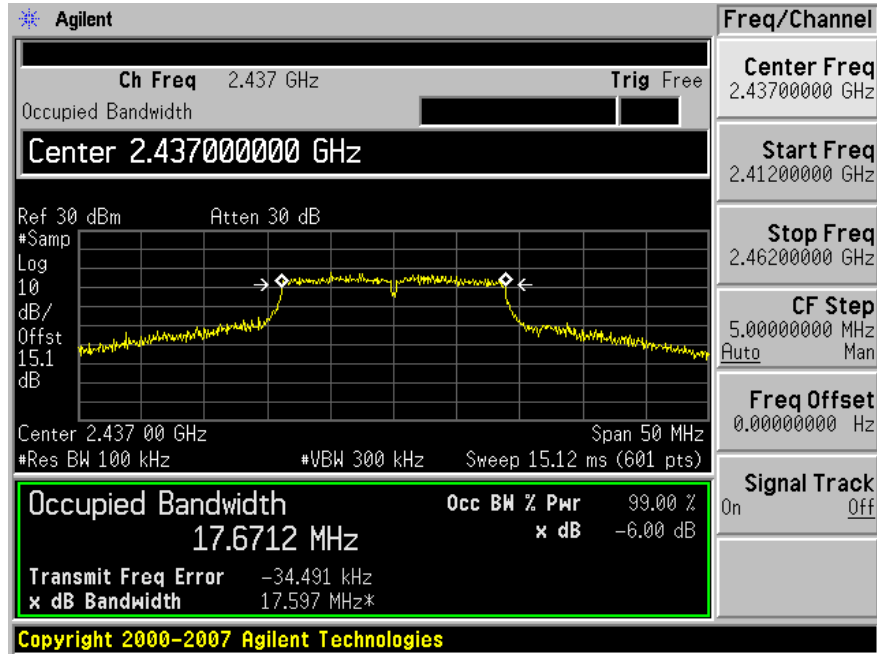 Agilent
Freq/Channel
Ch Freq 2.437 GHz Trig Free
Occupied Bandwidth
Center 2.437000000 GHz
Ref 30 dBm Atten 30 dB
#Samp
Log
10
dB/
Offst
15.1
dB
Center 2.437 00 GHz Span 50 MHz
#Res BW 100 kHz #VBW 300 kHz Sweep 15.12 ms (601 pts)
Occupied Bandwidth
17.6712 MHz
Occ BW % Pwr 99.00 %
x dB -6.00 dB
Transmit Freq Error -34.491 kHz
x dB Bandwidth 17.597 MHz*
Copyright 2000-2007 Agilent Technologies
Center Freq
2.43700000 GHz
Start Freq
2.41200000 GHz
Stop Freq
2.46200000 GHz
CF Step
5.00000000 MHz
Auto Man
Freq Offset
0.00000000 Hz
Signal Track
On Off